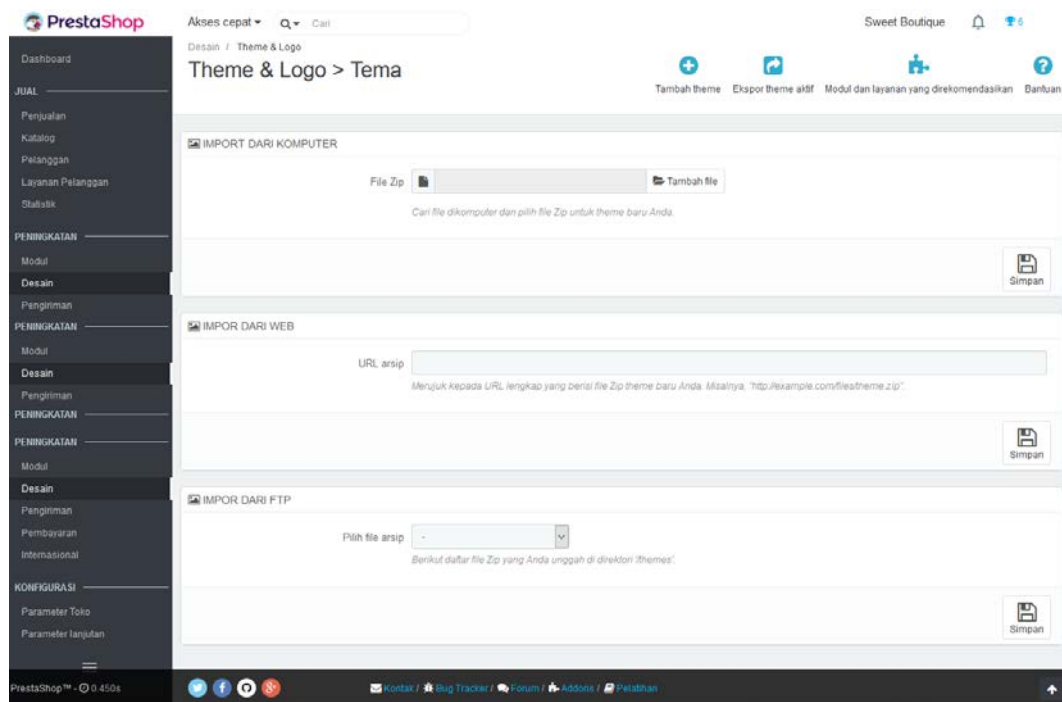 PrestaShop
Akses cepat
Cari
Sweet Boutique
6
Desain / Theme & Logo
Theme & Logo > Tema
Tambah theme
Ekspor theme aktif
Modul dan layanan yang direkomendasikan
Bantuan
Dashboard
JUAL
Penjualan
Katalog
Pelanggan
Layanan Pelanggan
Statistik
PENINGKATAN
Modul
Desain
Pengiriman
PENINGKATAN
Modul
Desain
Pengiriman
PENINGKATAN
PENINGKATAN
Modul
Desain
Pengiriman
Pembayaran
Internasional
KONFIGURASI
Parameter Toko
Parameter lanjutan
IMPORT DARI KOMPUTER
File Zip
Tambah file
Cari file dikomputer dan pilih file Zip untuk theme baru Anda.
Simpan
IMPOR DARI WEB
URL arsip
Merujuk kepada URL lengkap yang berisi file Zip theme baru Anda. Misalnya, "http://example.com/files/theme.zip".
Simpan
IMPOR DARI FTP
Pilih file arsip
-
Berikut daftar file Zip yang Anda unggah di direktori '/themes/'.
Simpan
PrestaShop™ - 0.450s
Kontak / Bug Tracker / Forum / Addons / Pelatihan